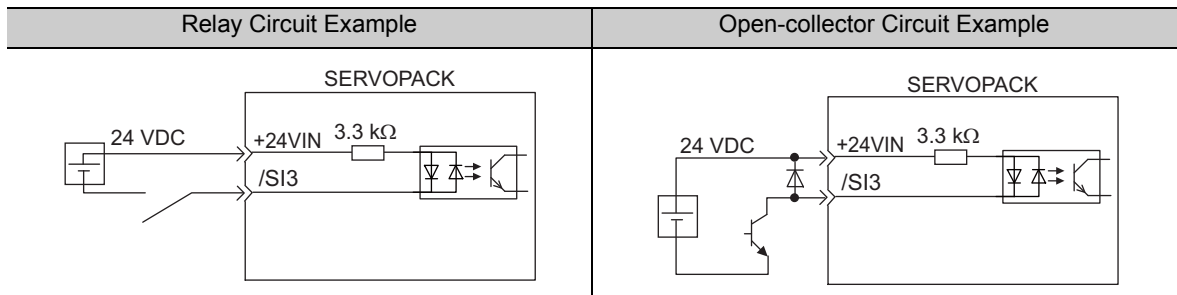 Relay Circuit Example
Open-collector Circuit Example
SERVOPACK
24 VDC
+24VIN
3.3 kΩ
/SI3
SERVOPACK
24 VDC
+24VIN
3.3 kΩ
/SI3